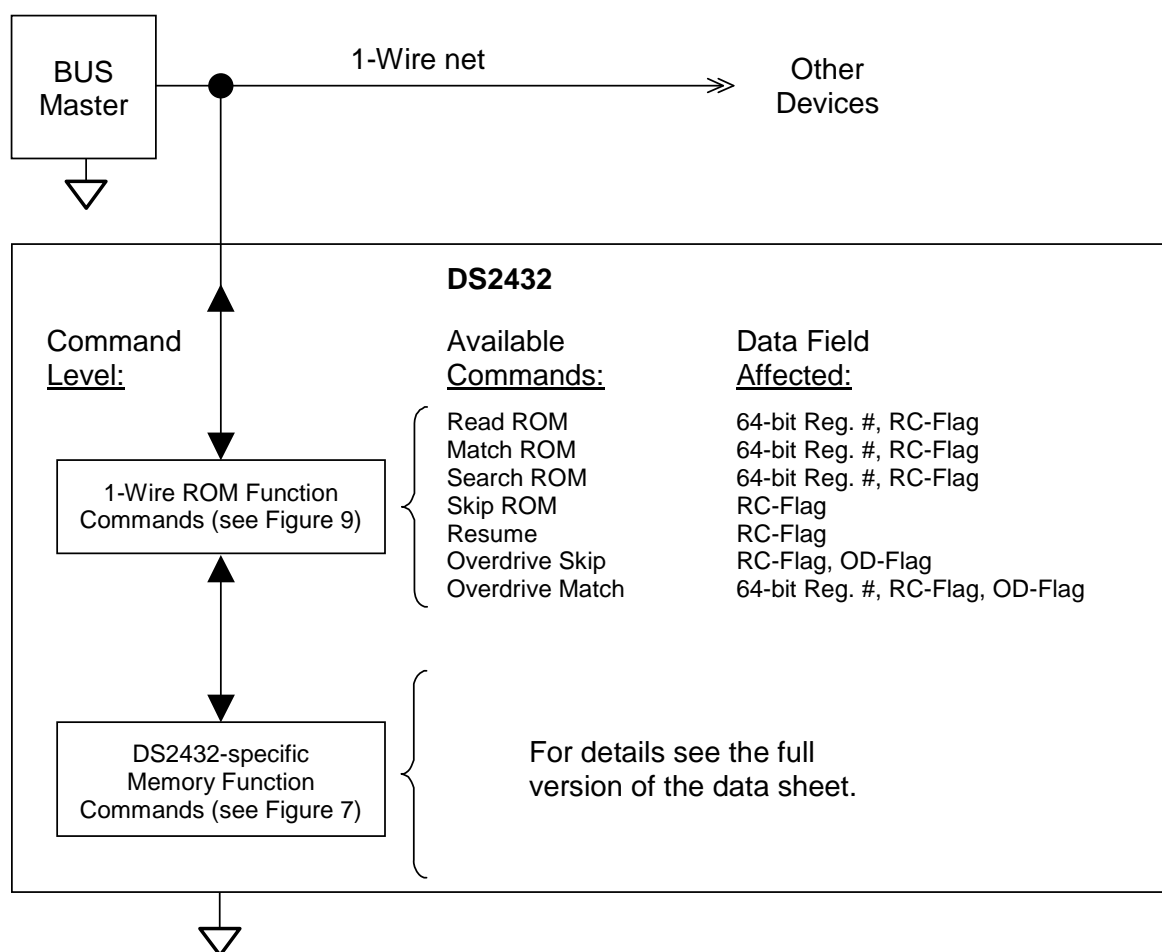 BUS
Master
1-Wire net
Other
Devices
DS2432
Command
Level:
Available
Commands:
Data Field
Affected:
1-Wire ROM Function
Commands (see Figure 9)
Read ROM 64-bit Reg. #, RC-Flag
Match ROM 64-bit Reg. #, RC-Flag
Search ROM 64-bit Reg. #, RC-Flag
Skip ROM RC-Flag
Resume RC-Flag
Overdrive Skip RC-Flag, OD-Flag
Overdrive Match 64-bit Reg. #, RC-Flag, OD-Flag
DS2432-specific
Memory Function
Commands (see Figure 7)
For details see the full
version of the data sheet.